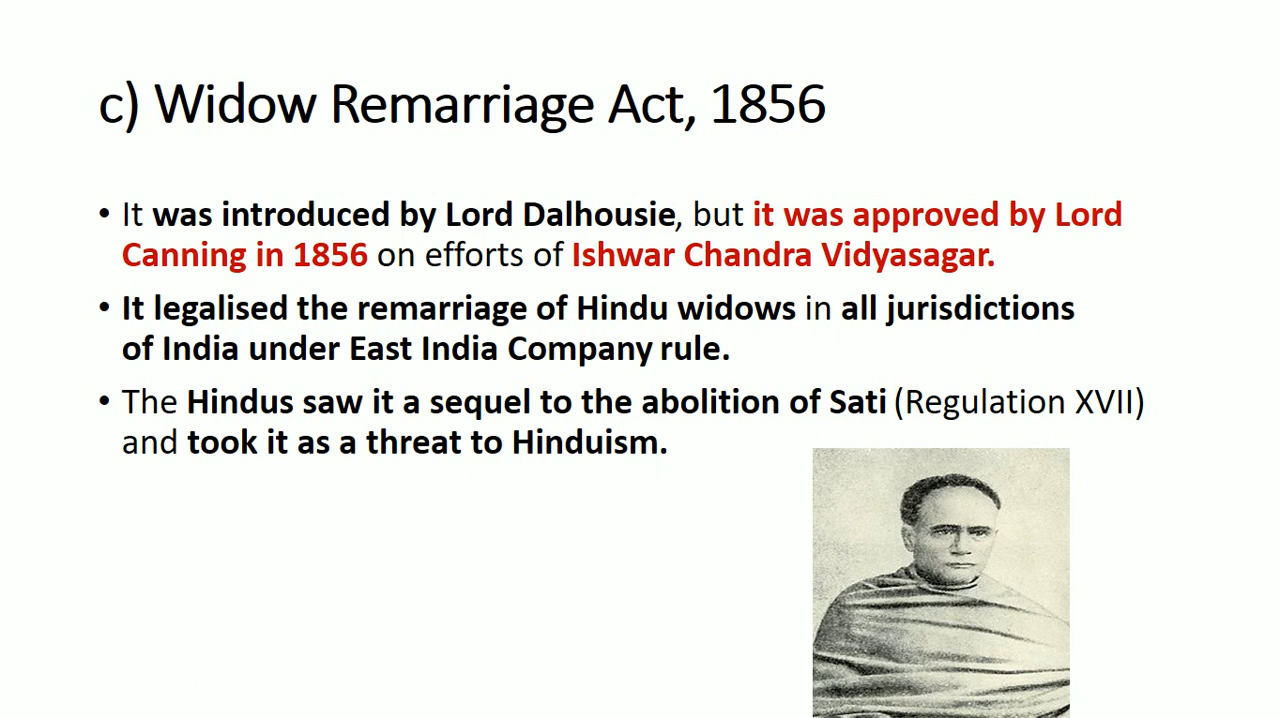 c) Widow Remarriage Act, 1856
• It was introduced by Lord Dalhousie, but it was approved by Lord
Canning in 1856 on efforts of Ishwar Chandra Vidyasagar.
• It legalised the remarriage of Hindu widows in all jurisdictions
of India under East India Company rule.
• The Hindus saw it a sequel to the abolition of Sati (Regulation XVII)
and took it as a threat to Hinduism.